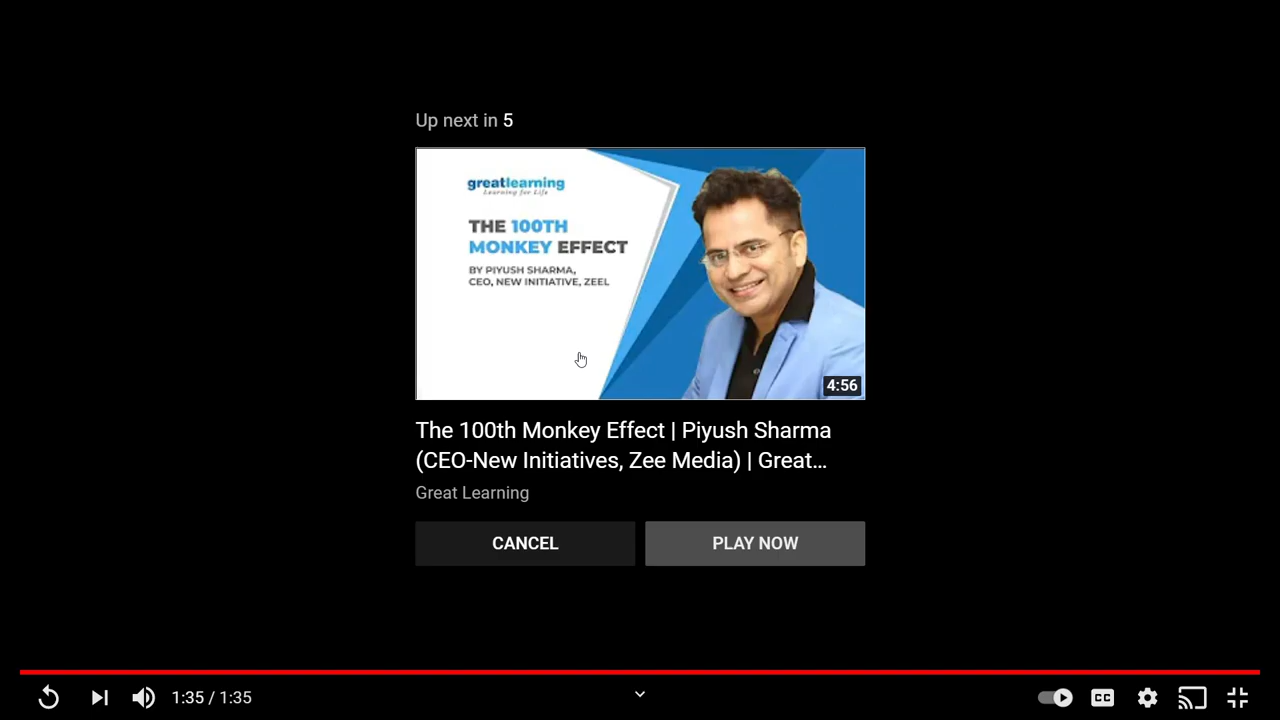 Up next in 5
greatlearning
Learning for Life
THE 100TH
MONKEY EFFECT
BY PIYUSH SHARMA,
CEO, NEW INITIATIVE, ZEEL
4:56
The 100th Monkey Effect | Piyush Sharma
(CEO-New Initiatives, Zee Media) | Great...
Great Learning
CANCEL
PLAY NOW
1:35 / 1:35
CC